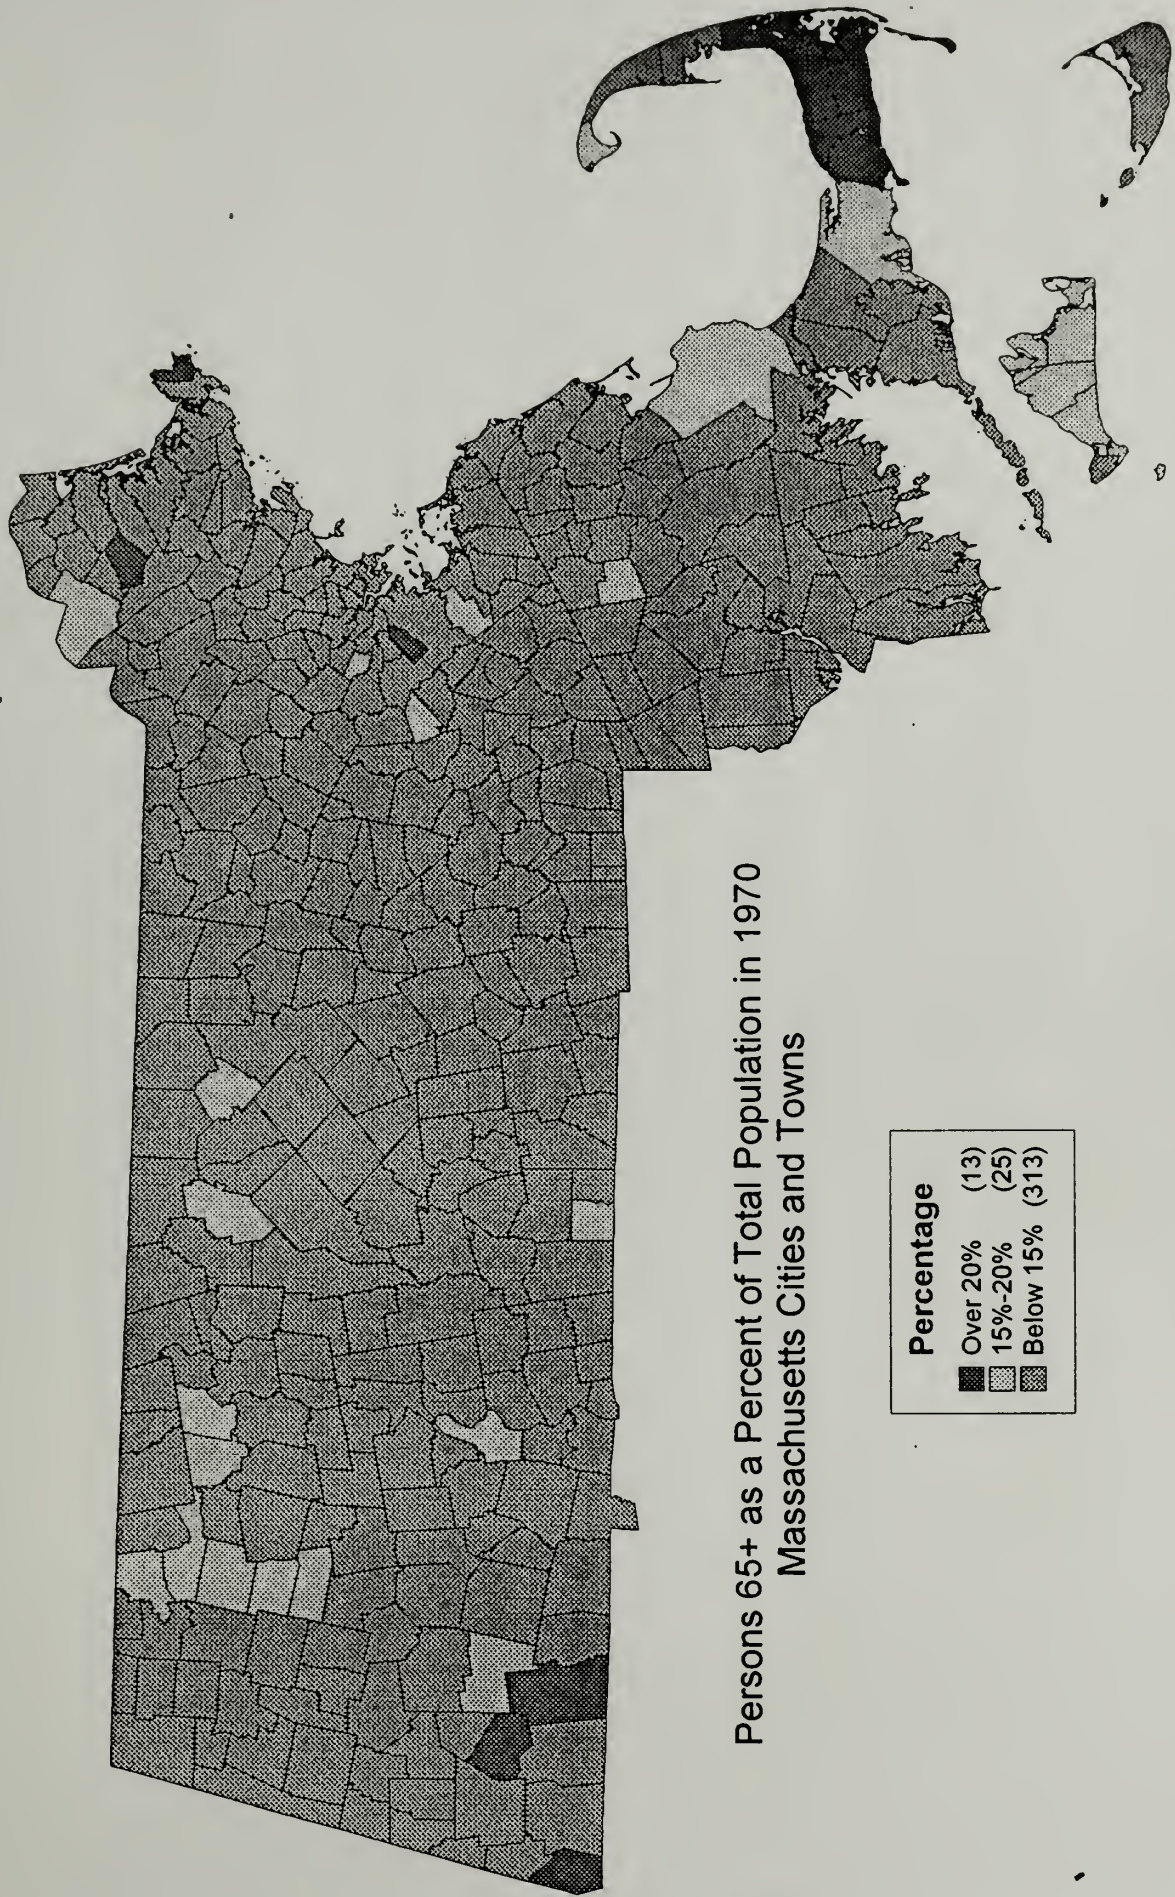 Persons 65+ as a Percent of Total Population in 1970
Massachusetts Cities and Towns
Percentage
Over 20% (13)
15%-20% (25)
Below 15% (313)